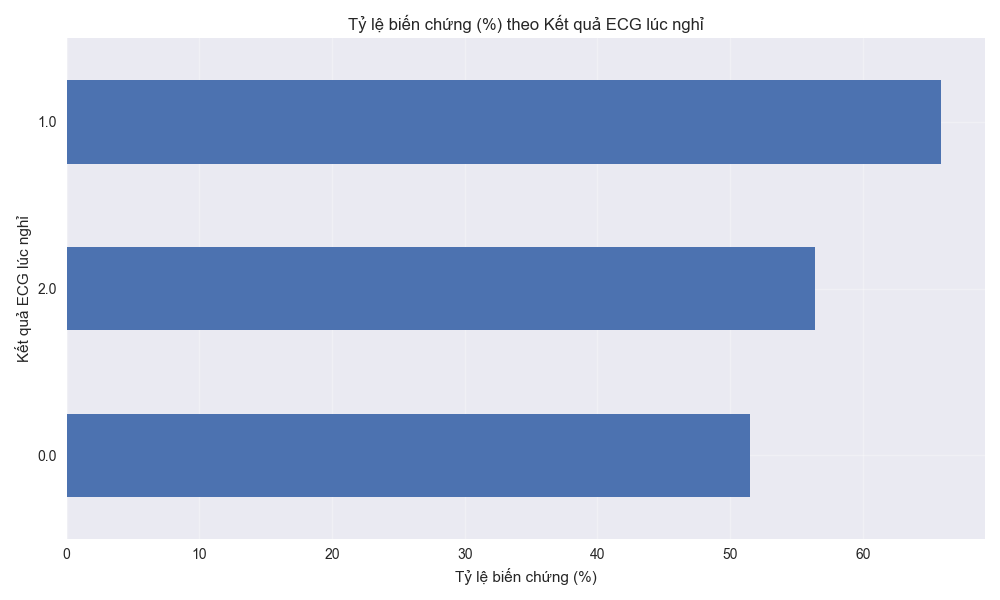 Tỷ lệ biến chứng (%) theo Kết quả ECG lúc nghỉ
Kết quả ECG lúc nghỉ
1.0
2.0
0.0
0 10 20 30 40 50 60
Tỷ lệ biến chứng (%)